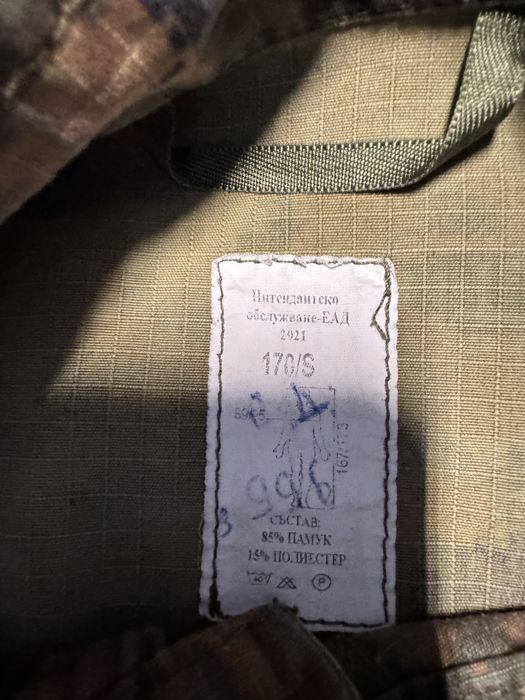 Интендантско
обслужване-ЕАД
2021
170/S
СЪСТАВ:
85% ПАМУК
15% ПОЛИЕСТЕР
P